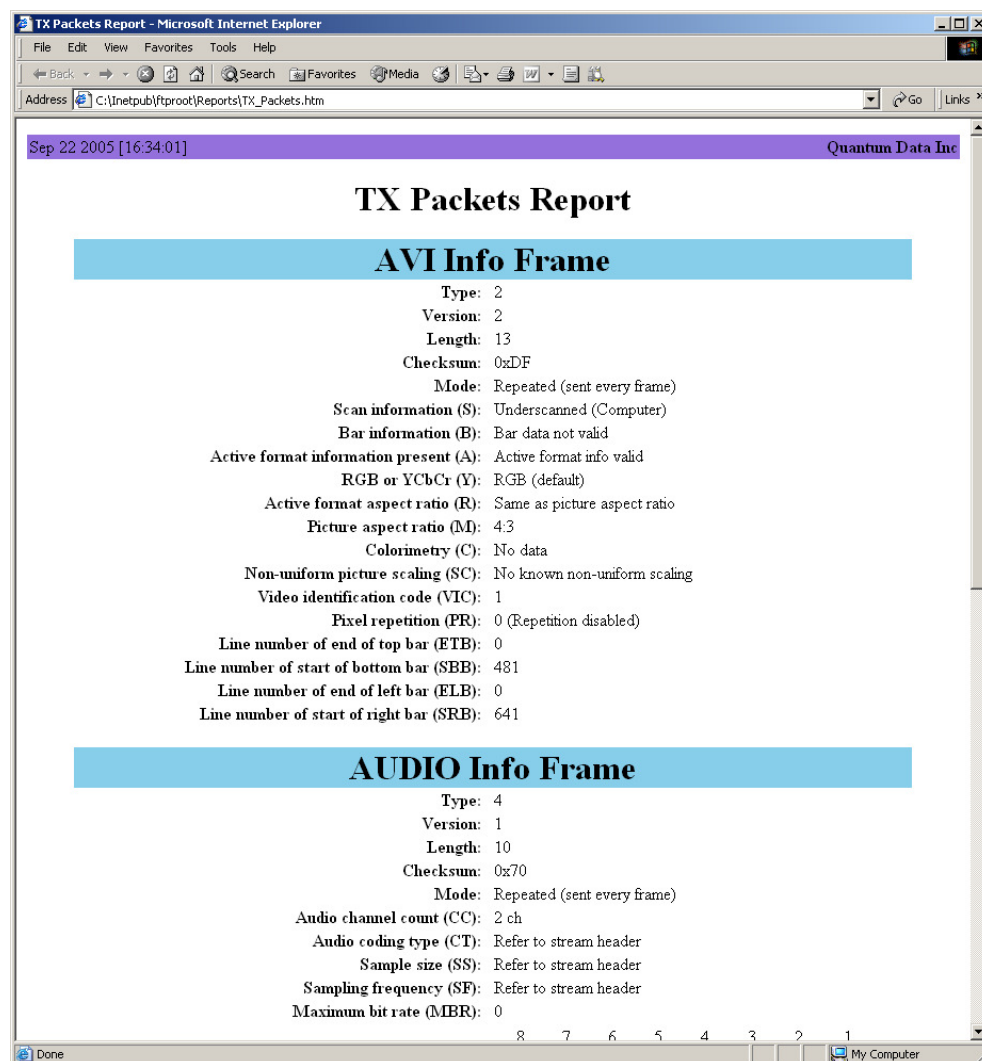 TX Packets Report - Microsoft Internet Explorer
File Edit View Favorites Tools Help
Back Search Favorites Media
Address C:\Inetpub\ftproot\Reports\TX_Packets.htm Go Links »
Sep 22 2005 [16:34:01] Quantum Data Inc
TX Packets Report
AVI Info Frame
Type: 2
Version: 2
Length: 13
Checksum: 0xDF
Mode: Repeated (sent every frame)
Scan information (S): Underscanned (Computer)
Bar information (B): Bar data not valid
Active format information present (A): Active format info valid
RGB or YCbCr (Y): RGB (default)
Active format aspect ratio (R): Same as picture aspect ratio
Picture aspect ratio (M): 4:3
Colorimetry (C): No data
Non-uniform picture scaling (SC): No known non-uniform scaling
Video identification code (VIC): 1
Pixel repetition (PR): 0 (Repetition disabled)
Line number of end of top bar (ETB): 0
Line number of start of bottom bar (SBB): 481
Line number of end of left bar (ELB): 0
Line number of start of right bar (SRB): 641
AUDIO Info Frame
Type: 4
Version: 1
Length: 10
Checksum: 0x70
Mode: Repeated (sent every frame)
Audio channel count (CC): 2 ch
Audio coding type (CT): Refer to stream header
Sample size (SS): Refer to stream header
Sampling frequency (SF): Refer to stream header
Maximum bit rate (MBR): 0
8 7 6 5 4 3 2 1
Done My Computer